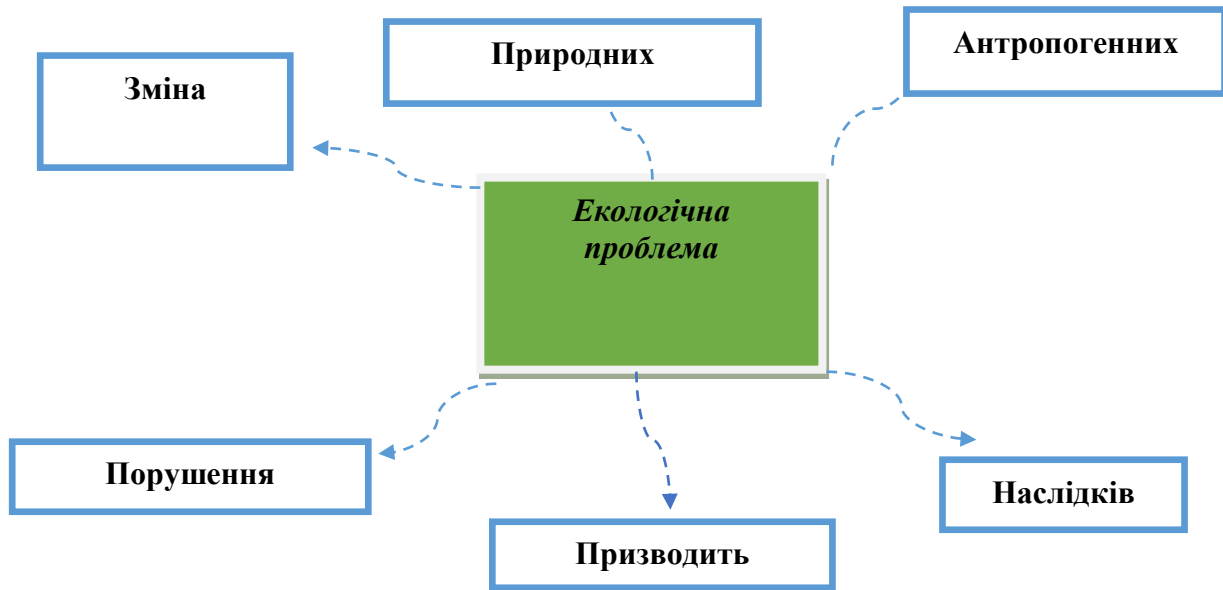 Зміна
Природних
Антропогенних
Екологічна
проблема
Порушення
Призводить
Наслідків